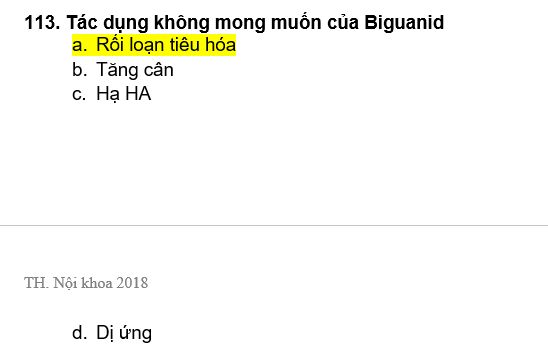 113. Tác dụng không mong muốn của Biguanid
a. Rối loạn tiêu hóa
b. Tăng cân
c. Hạ HA
TH. Nội khoa 2018
d. Dị ứng